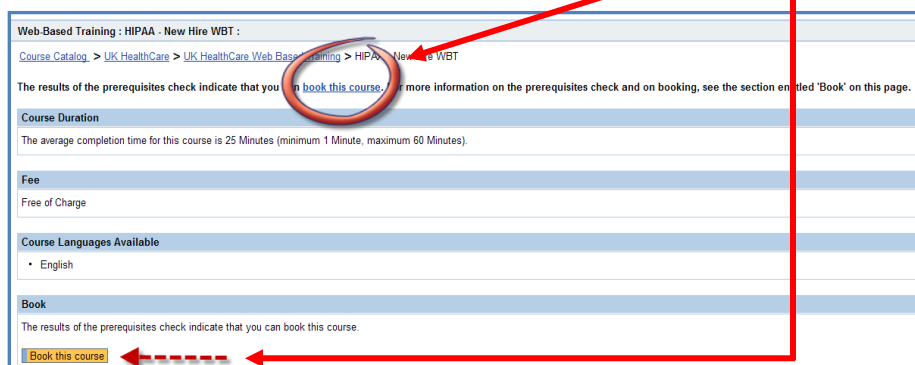 Web-Based Training : HIPAA - New Hire WBT :
Course Catalog > UK HealthCare > UK HealthCare Web Based Training > HIPAA - New Hire WBT
The results of the prerequisites check indicate that you can book this course. For more information on the prerequisites check and on booking, see the section entitled 'Book' on this page.
Course Duration
The average completion time for this course is 25 Minutes (minimum 1 Minute, maximum 60 Minutes).
Fee
Free of Charge
Course Languages Available
• English
Book
The results of the prerequisites check indicate that you can book this course.
Book this course